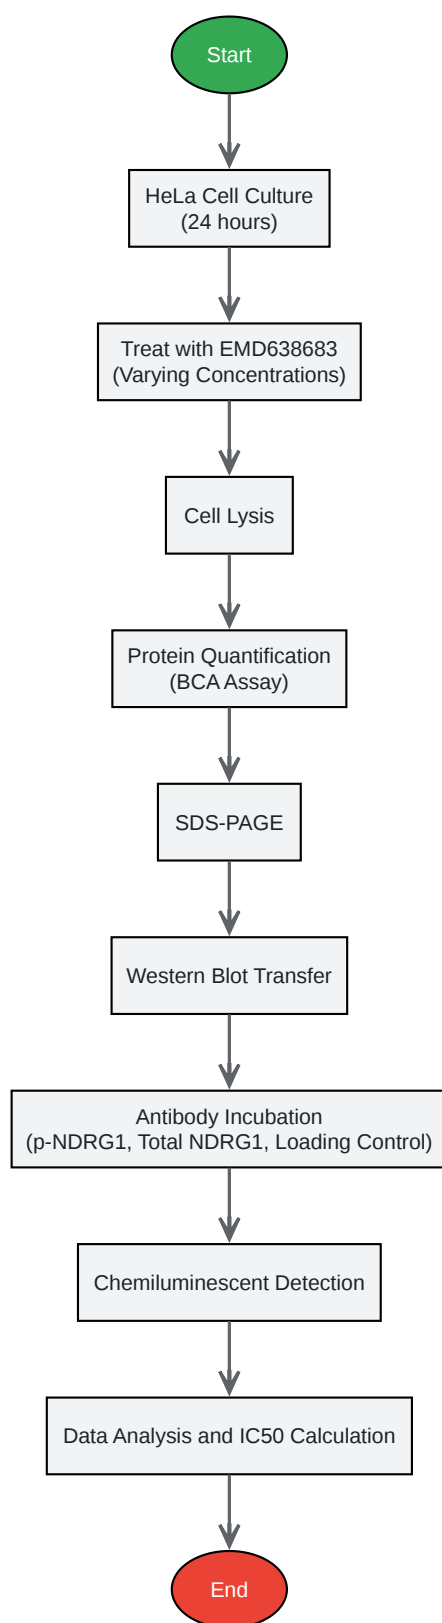 Start
HeLa Cell Culture
(24 hours)
Treat with EMD638683
(Varying Concentrations)
Cell Lysis
Protein Quantification
(BCA Assay)
SDS-PAGE
Western Blot Transfer
Antibody Incubation
(p-NDRG1, Total NDRG1, Loading Control)
Chemiluminescent Detection
Data Analysis and IC50 Calculation
End